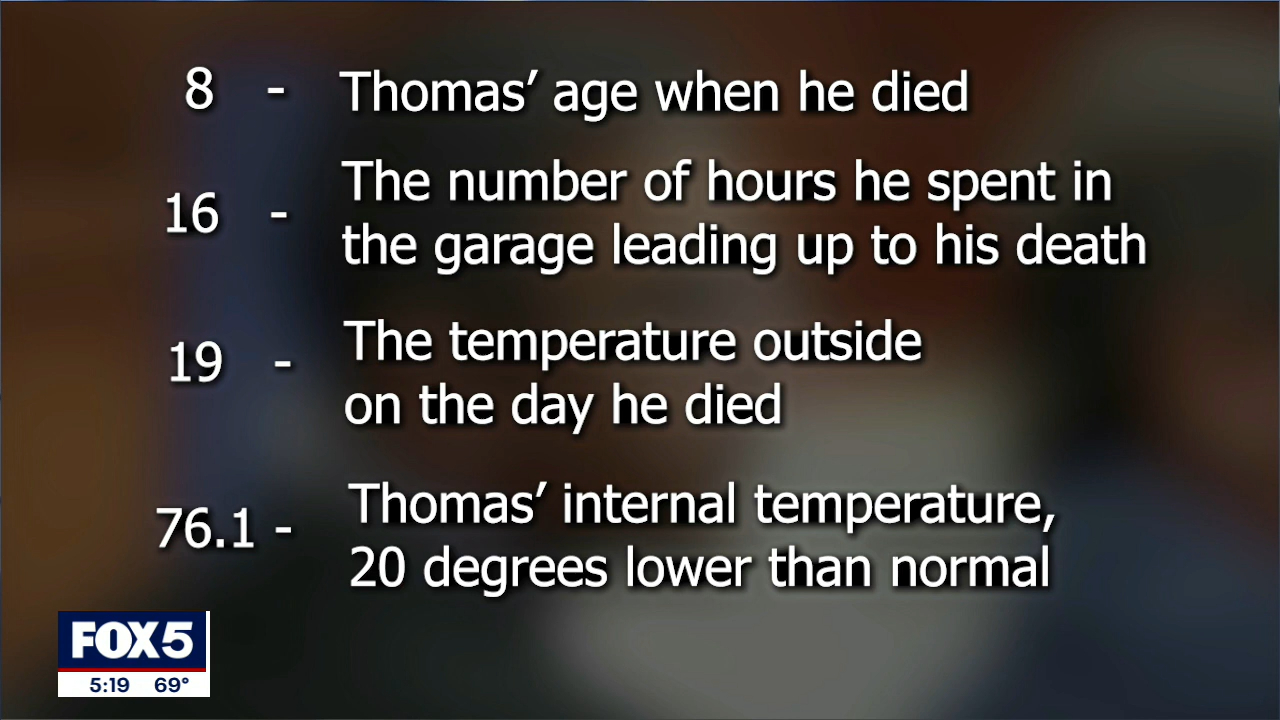 8 - Thomas’ age when he died
16 - The number of hours he spent in
the garage leading up to his death
19 - The temperature outside
on the day he died
76.1 - Thomas’ internal temperature,
20 degrees lower than normal
FOX 5
5:19 69°